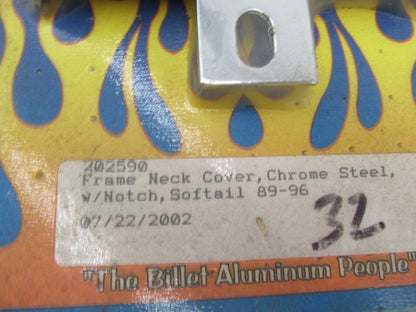 202590
Frame Neck Cover,Chrome Steel,
w/Notch,Softail 89-96
07/22/2002
32
"The Billet Aluminum People"